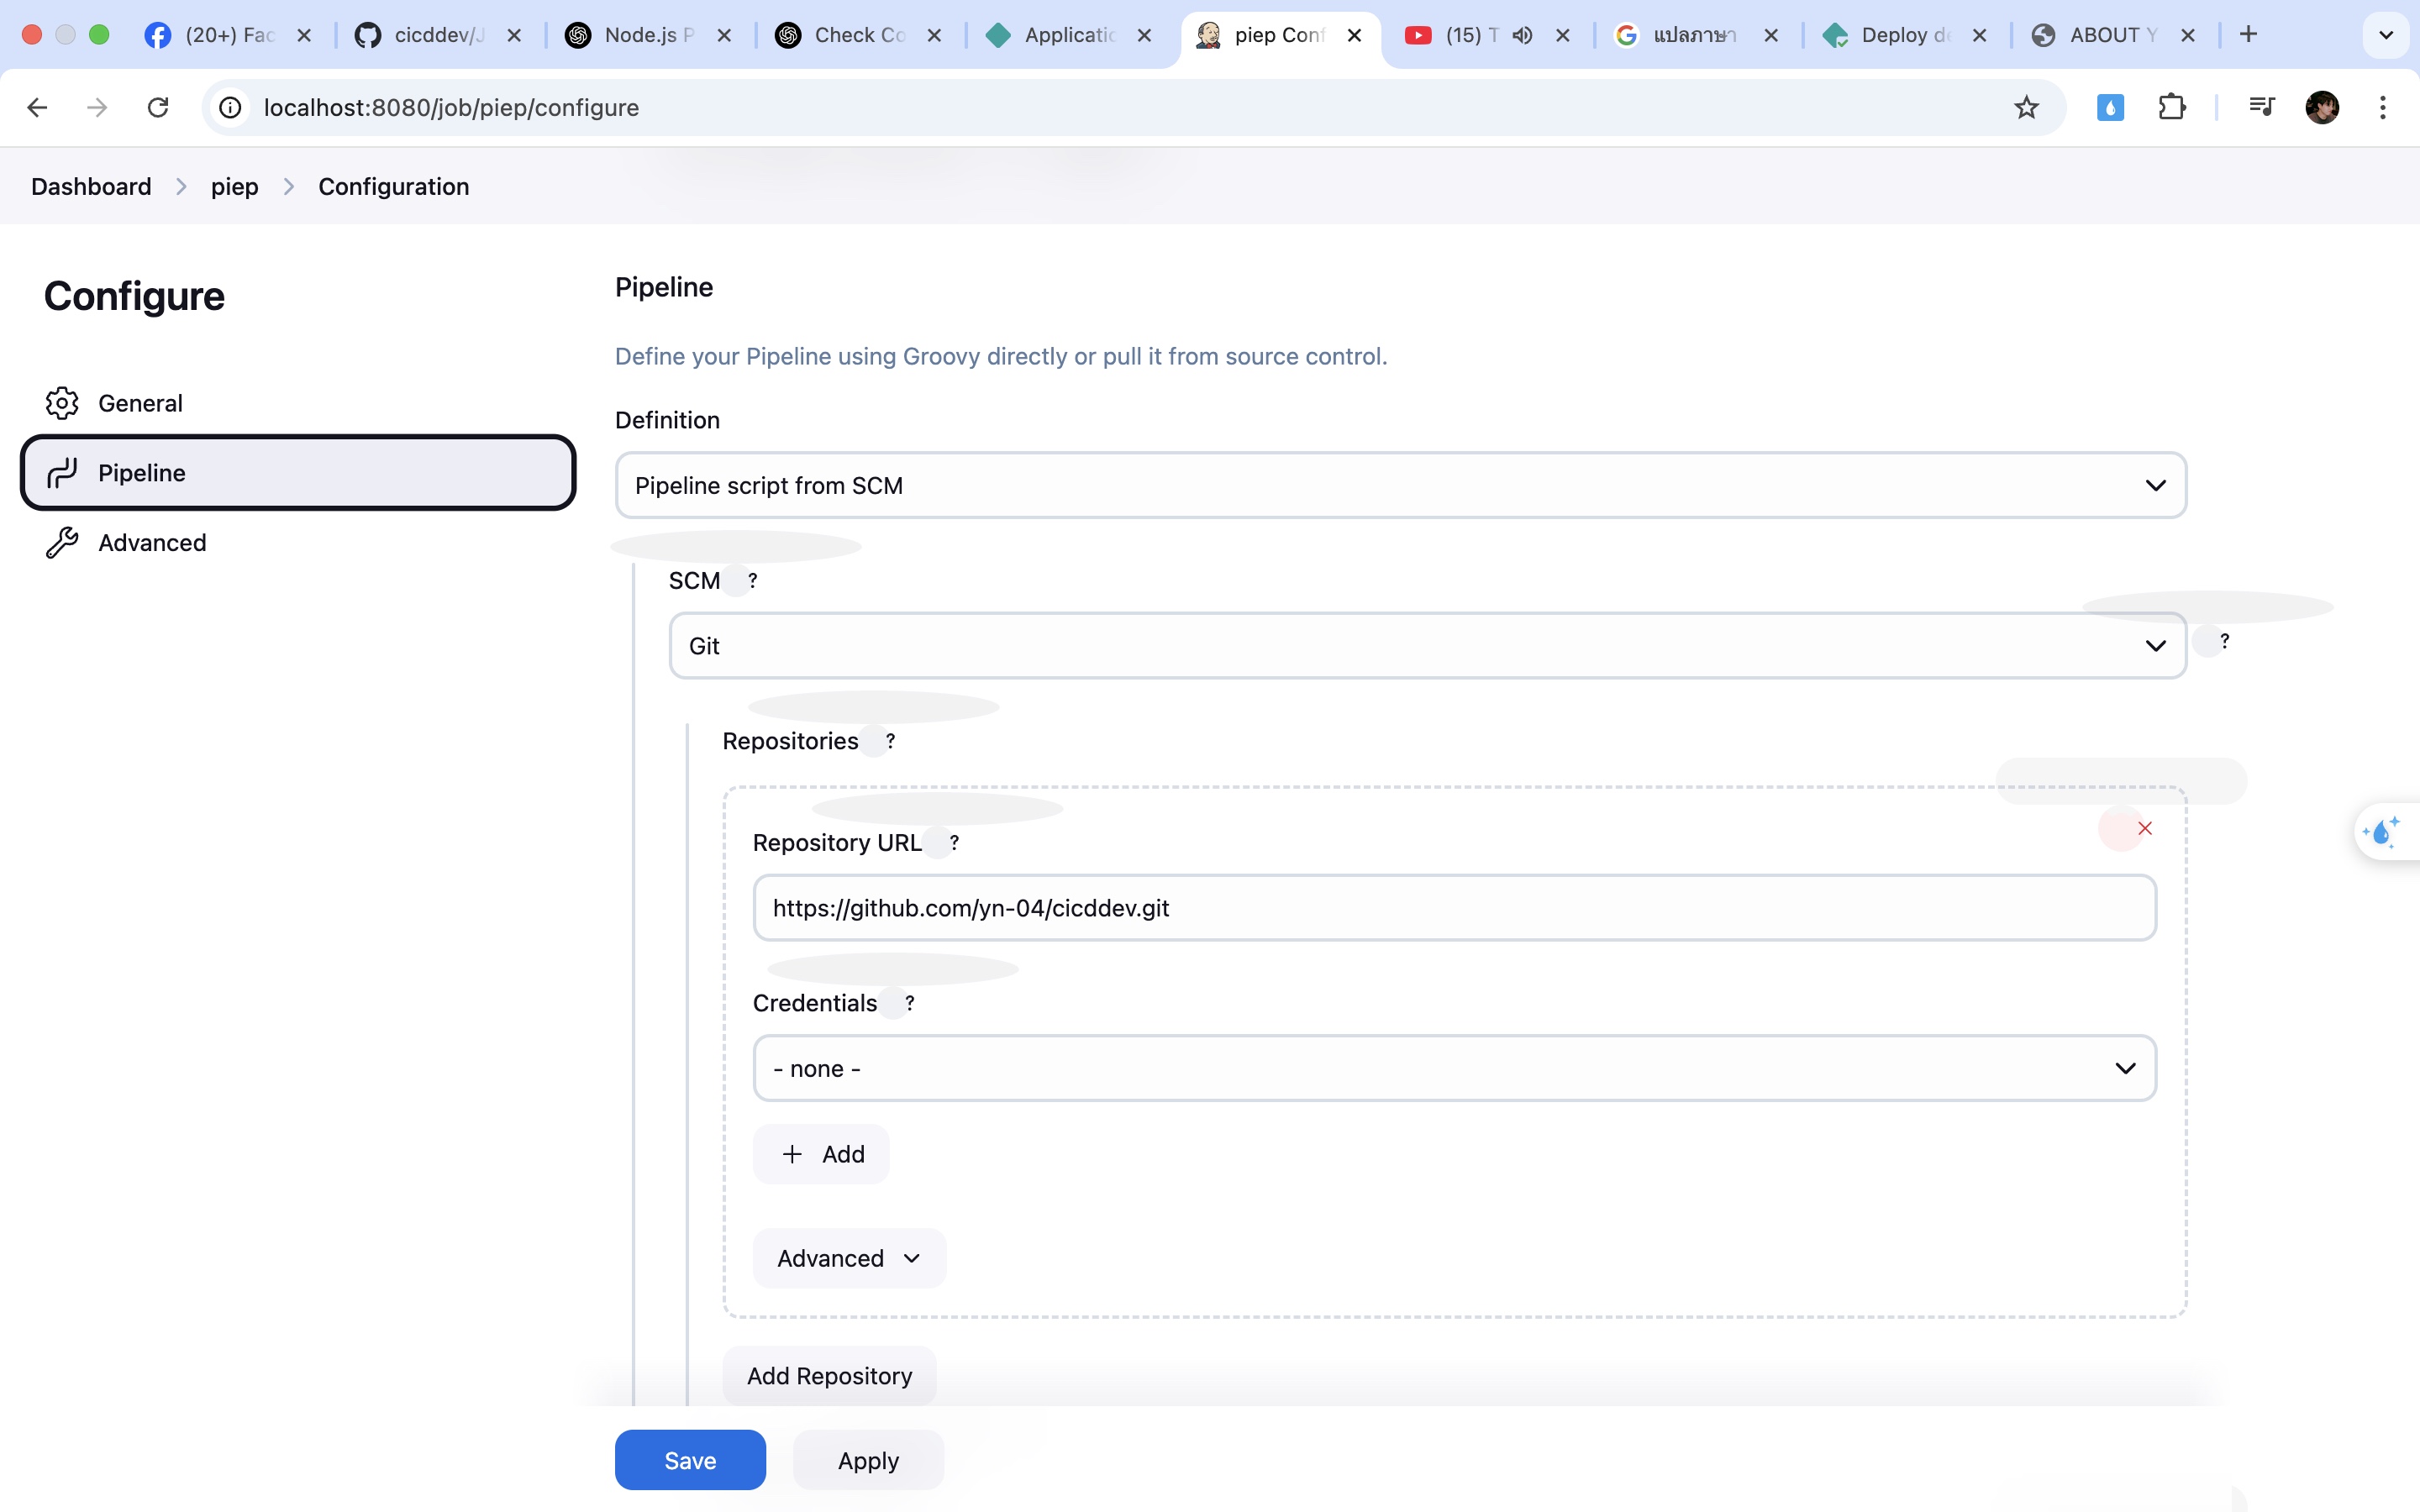 (20+) Fac
cicddev/J
Node.js P
Check Co
Applicatio
piep Conf
(15) T
แปลภาษา
Deploy de
ABOUT Y
localhost:8080/job/piep/configure
Dashboard
piep
Configuration
Configure
General
Pipeline
Advanced
Pipeline
Define your Pipeline using Groovy directly or pull it from source control.
Definition
Pipeline script from SCM
SCM ?
Git
?
Repositories ?
Repository URL ?
https://github.com/yn-04/cicddev.git
Credentials ?
- none -
Add
Advanced
Add Repository
Save
Apply